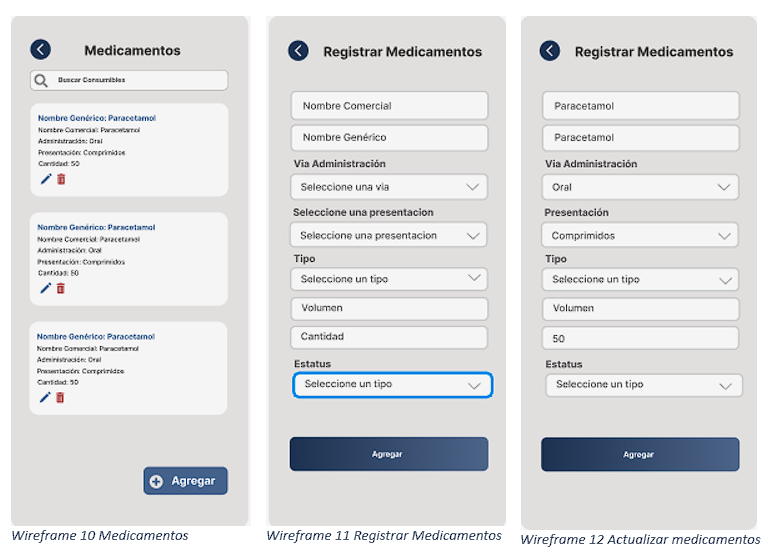 Medicamentos
Buscar Consumibles
Nombre Genérico: Paracetamol
Nombre Comercial: Paracetamol
Administración: Oral
Presentación: Comprimidos
Cantidad: 50
Nombre Genérico: Paracetamol
Nombre Comercial: Paracetamol
Administración: Oral
Presentación: Comprimidos
Cantidad: 50
Nombre Genérico: Paracetamol
Nombre Comercial: Paracetamol
Administración: Oral
Presentación: Comprimidos
Cantidad: 50
Agregar
Wireframe 10 Medicamentos
Registrar Medicamentos
Nombre Comercial
Nombre Genérico
Via Administración
Seleccione una via
Seleccione una presentacion
Seleccione una presentacion
Tipo
Seleccione un tipo
Volumen
Cantidad
Estatus
Seleccione un tipo
Agregar
Wireframe 11 Registrar Medicamentos
Registrar Medicamentos
Paracetamol
Paracetamol
Via Administración
Oral
Presentación
Comprimidos
Tipo
Seleccione un tipo
Volumen
50
Estatus
Seleccione un tipo
Agregar
Wireframe 12 Actualizar medicamentos